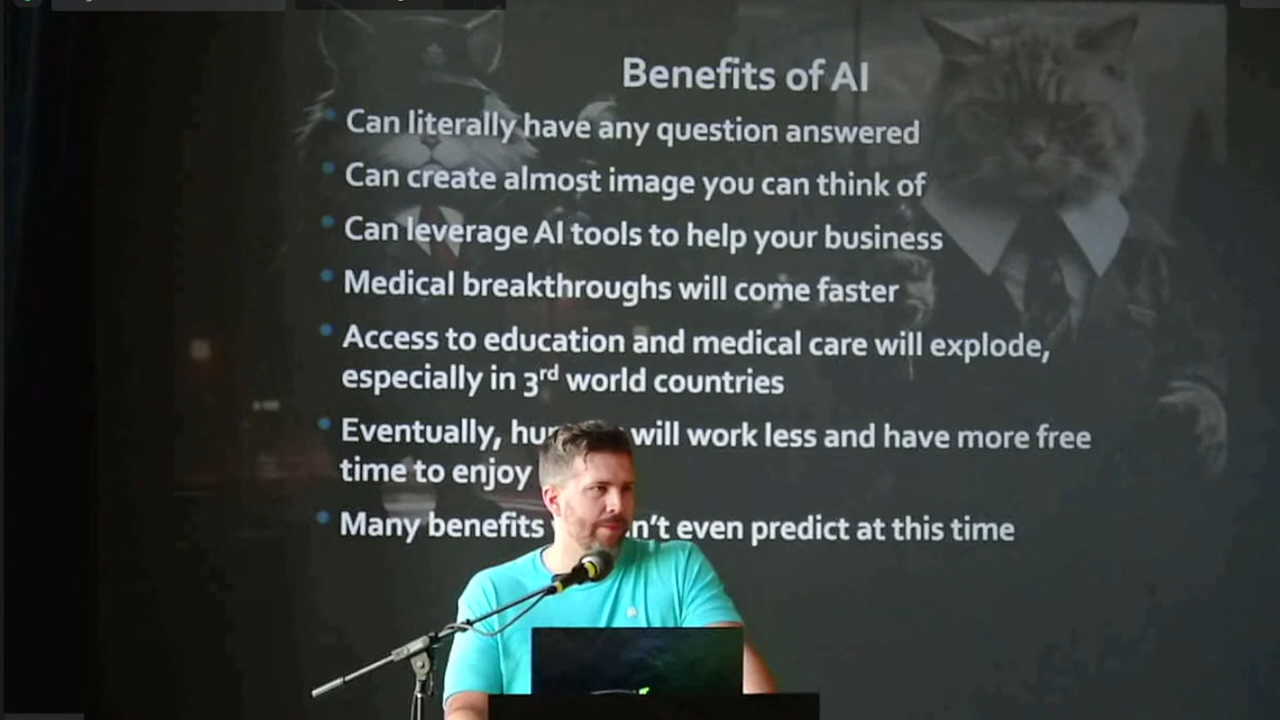 Benefits of AI
Can literally have any question answered
Can create almost image you can think of
Can leverage AI tools to help your business
Medical breakthroughs will come faster
Access to education and medical care will explode,
especially in 3rd world countries
Eventually, will work less and have more free
time to enjoy
Many benefits even predict at this time